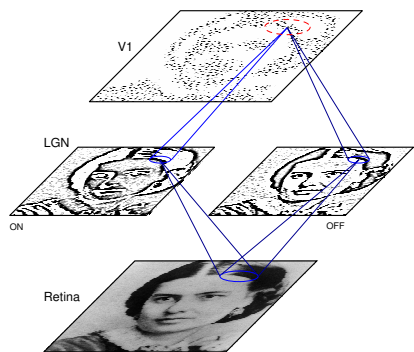 V1
LGN
ON
OFF
Retina